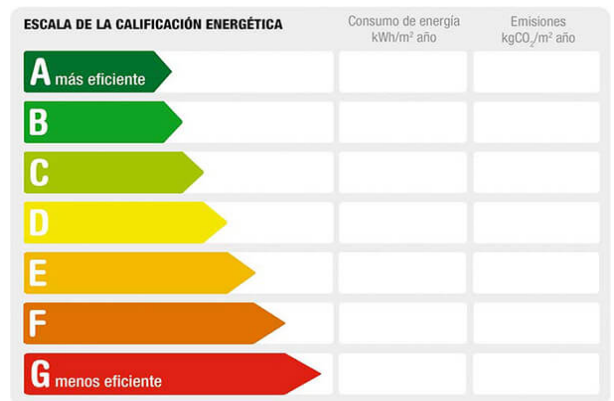 ESCALA DE LA CALIFICACIÓN ENERGÉTICA
Consumo de energía
kWh/m² año
Emisiones
kgCO₂/m² año
A más eficiente
B
C
D
E
F
G menos eficiente